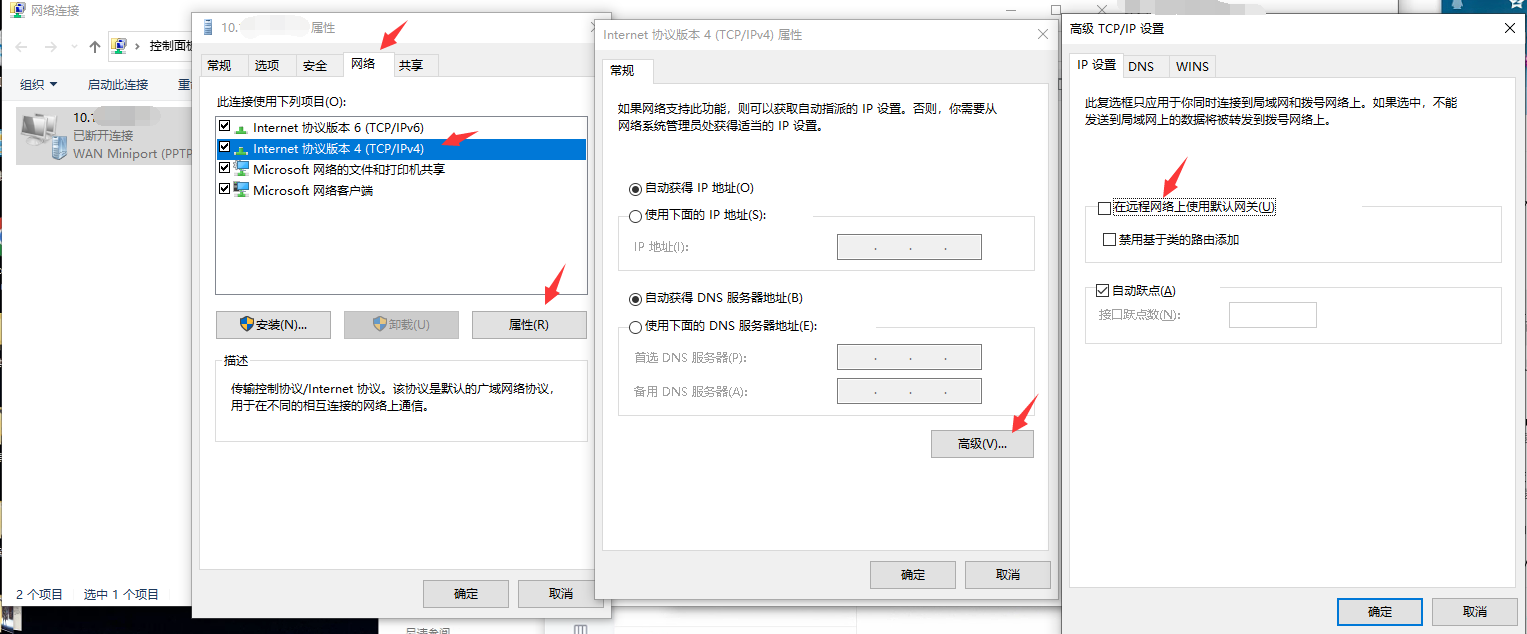 网络连接
控制面板
组织
启动此连接
10.1
已断开连接
WAN Miniport (PPTP
2 个项目
选中 1 个项目
10.
属性
常规
选项
安全
网络
共享
此连接使用下列项目(O):
Internet 协议版本 6 (TCP/IPv6)
Internet 协议版本 4 (TCP/IPv4)
Microsoft 网络的文件和打印机共享
Microsoft 网络客户端
安装(N)...
卸载(U)
属性(R)
描述
传输控制协议/Internet 协议。该协议是默认的广域网络协议，
用于在不同的相互连接的网络上通信。
确定
取消
Internet 协议版本 4 (TCP/IPv4) 属性
常规
如果网络支持此功能，则可以获取自动指派的 IP 设置。否则，你需要从
网络系统管理员处获得适当的 IP 设置。
自动获得 IP 地址(O)
使用下面的 IP 地址(S):
IP 地址(I):
自动获得 DNS 服务器地址(B)
使用下面的 DNS 服务器地址(E):
首选 DNS 服务器(P):
备用 DNS 服务器(A):
高级(V)...
确定
取消
高级 TCP/IP 设置
IP 设置
DNS
WINS
此复选框只应用于你同时连接到局域网和拨号网络上。如果选中，不能
发送到局域网上的数据将被转发到拨号网络上。
在远程网络上使用默认网关(U)
禁用基于类的路由添加
自动跃点(A)
接口跃点数(N):
确定
取消